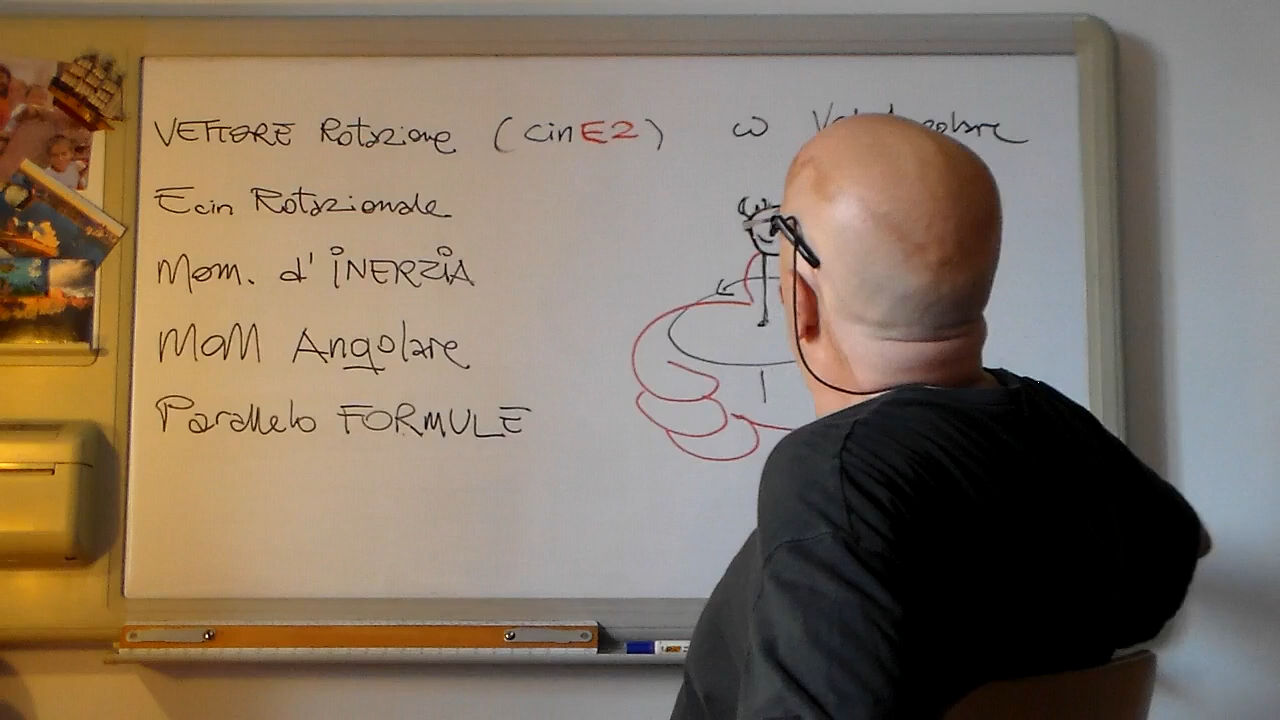 VETTORE Rotazione (cinE2) ω
Ecin Rotazionale
Mom. d' iNERZiA
MoM Angolare
Parallelo FORMULE